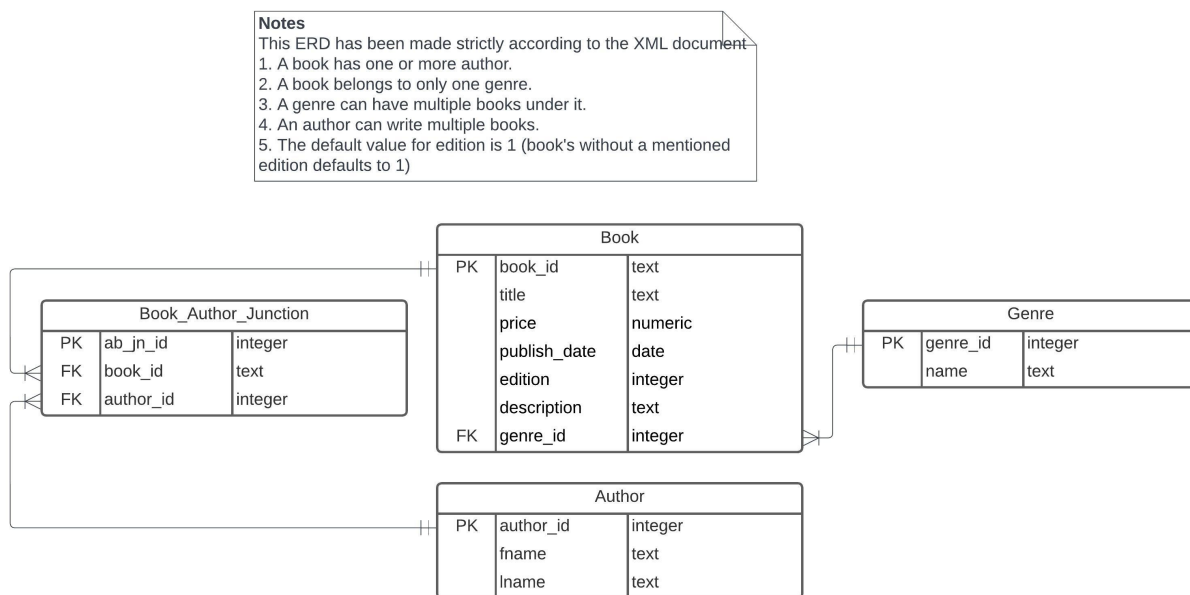 Notes
This ERD has been made strictly according to the XML document
1. A book has one or more author.
2. A book belongs to only one genre.
3. A genre can have multiple books under it.
4. An author can write multiple books.
5. The default value for edition is 1 (book's without a mentioned
edition defaults to 1)
Book
PK book_id text
title text
price numeric
publish_date date
edition integer
description text
FK genre_id integer
Book_Author_Junction
PK ab_jn_id integer
FK book_id text
FK author_id integer
Genre
PK genre_id integer
name text
Author
PK author_id integer
fname text
lname text